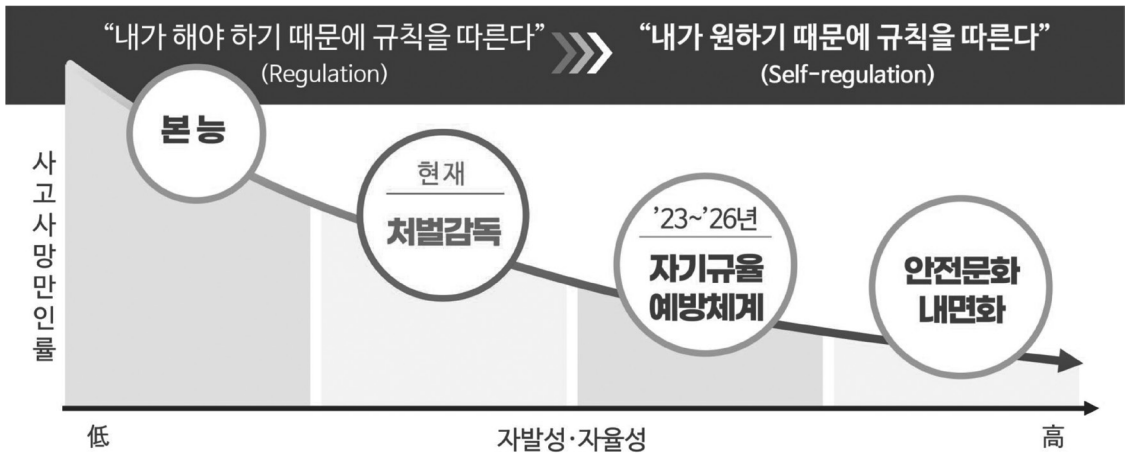 “내가 해야 하기 때문에 규칙을 따른다”
(Regulation)
“내가 원하기 때문에 규칙을 따른다”
(Self-regulation)
사고사망만인률
본능
현재
처벌감독
’23~’26년
자기규율
예방체계
안전문화
내면화
低
자발성·자율성
高